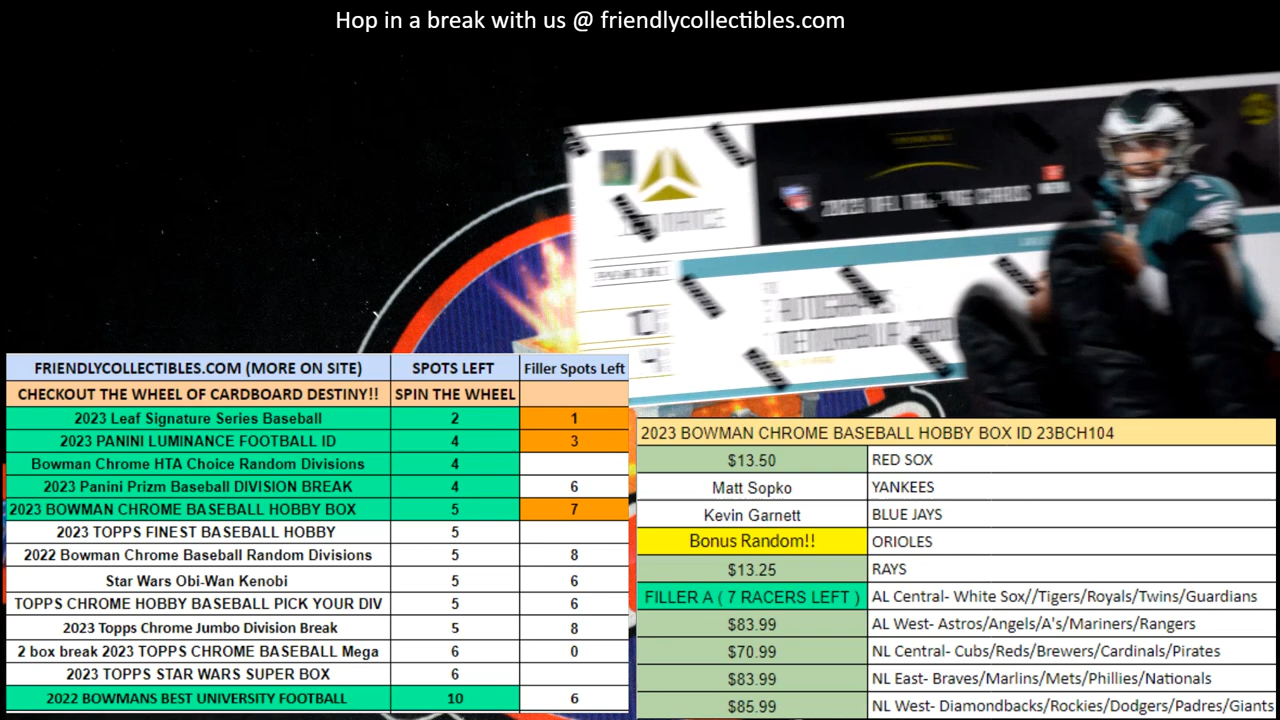 Hop in a break with us @ friendlycollectibles.com
2023 NFL TRADING CARDS
AUTOGRAPHS
FRIENDLYCOLLECTIBLES.COM (MORE ON SITE) SPOTS LEFT Filler Spots Left
CHECKOUT THE WHEEL OF CARDBOARD DESTINY!! SPIN THE WHEEL
2023 Leaf Signature Series Baseball 2 1
2023 PANINI LUMINANCE FOOTBALL ID 4 3
Bowman Chrome HTA Choice Random Divisions 4
2023 Panini Prizm Baseball DIVISION BREAK 4 6
2023 BOWMAN CHROME BASEBALL HOBBY BOX 5 7
2023 TOPPS FINEST BASEBALL HOBBY 5
2022 Bowman Chrome Baseball Random Divisions 5 8
Star Wars Obi-Wan Kenobi 5 6
TOPPS CHROME HOBBY BASEBALL PICK YOUR DIV 5 6
2023 Topps Chrome Jumbo Division Break 5 8
2 box break 2023 TOPPS CHROME BASEBALL Mega 6 0
2023 TOPPS STAR WARS SUPER BOX 6
2022 BOWMANS BEST UNIVERSITY FOOTBALL 10 6
2023 BOWMAN CHROME BASEBALL HOBBY BOX ID 23BCH104
$13.50 RED SOX
Matt Sopko YANKEES
Kevin Garnett BLUE JAYS
Bonus Random!! ORIOLES
$13.25 RAYS
FILLER A ( 7 RACERS LEFT ) AL Central- White Sox//Tigers/Royals/Twins/Guardians
$83.99 AL West- Astros/Angels/A's/Mariners/Rangers
$70.99 NL Central- Cubs/Reds/Brewers/Cardinals/Pirates
$83.99 NL East- Braves/Marlins/Mets/Phillies/Nationals
$85.99 NL West- Diamondbacks/Rockies/Dodgers/Padres/Giants